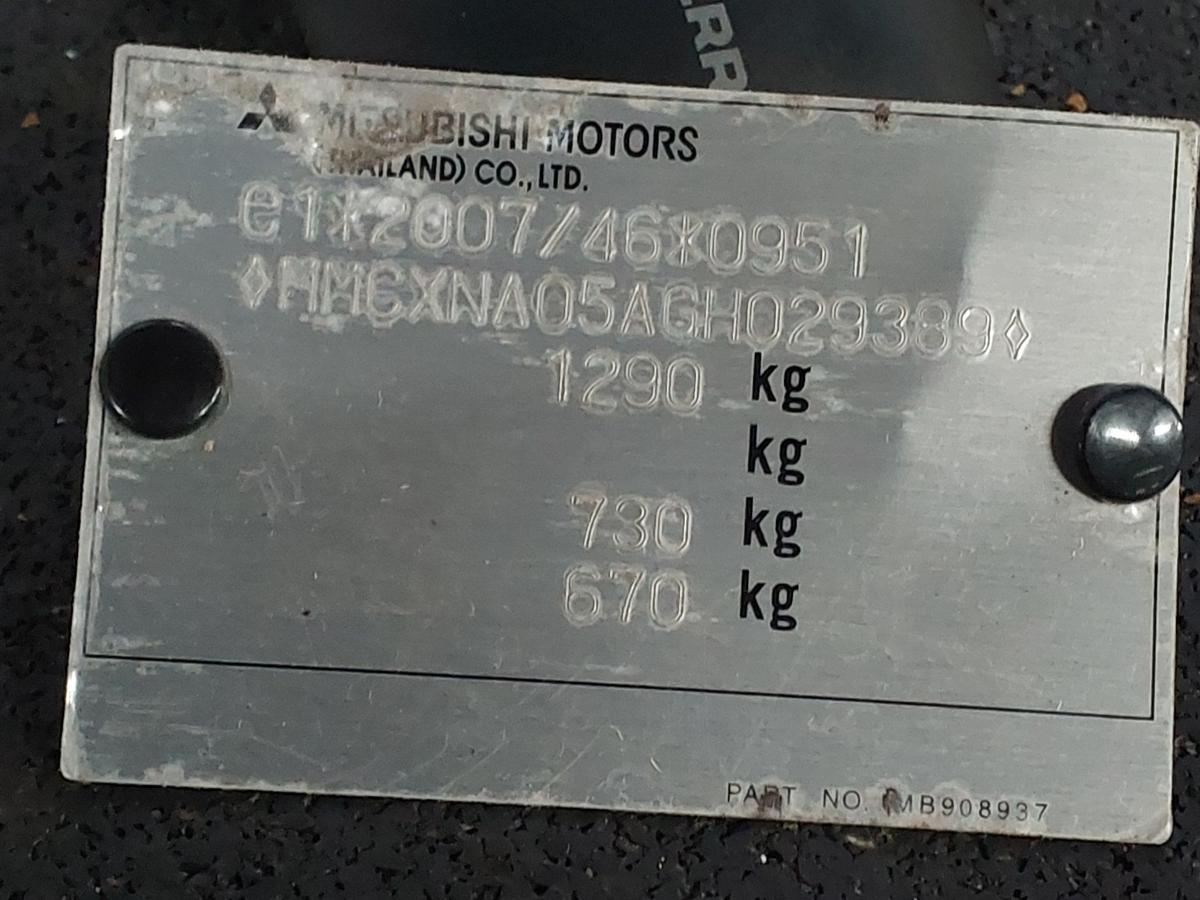 ERP
MITSUBISHI MOTORS
(THAILAND) CO., LTD.
e1*2007/46*0951
◊MMCXNA05AGH029389◊
1290 kg
kg
730 kg
670 kg
PART NO. MB908937